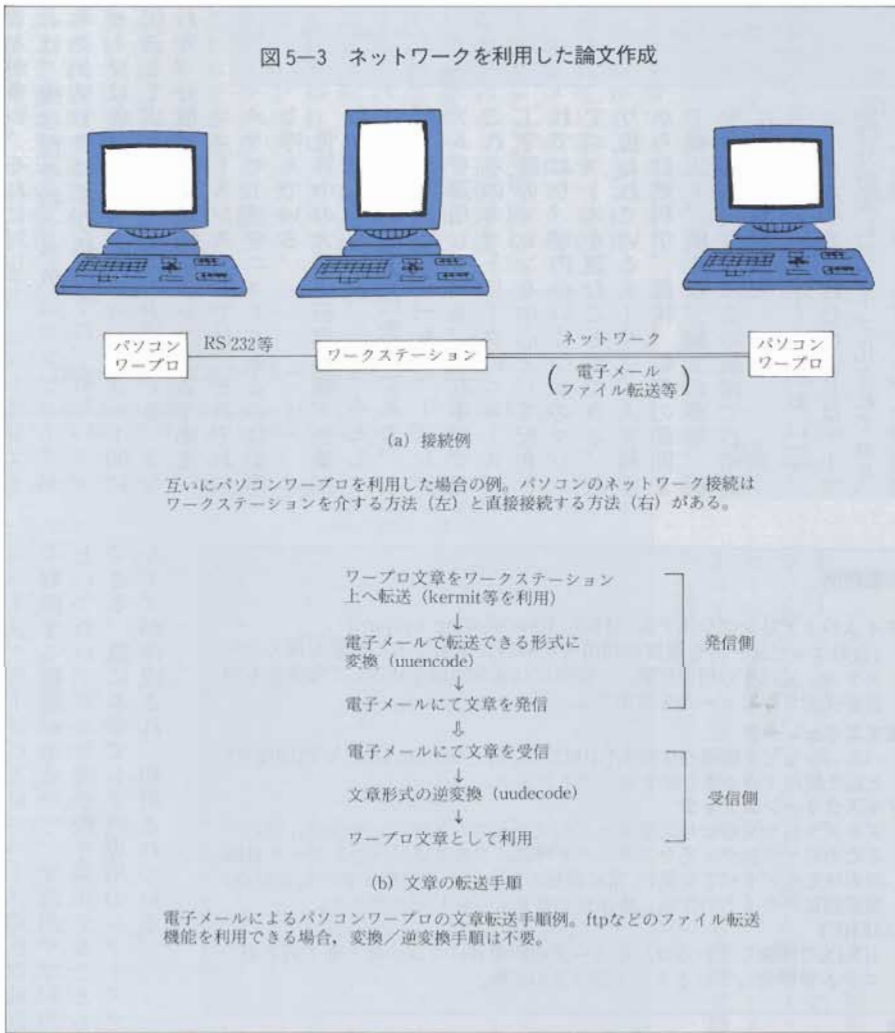 図5—3 ネットワークを利用した論文作成
パソコン
ワープロ
RS 232等
ワークステーション
ネットワーク
(電子メール
ファイル転送等)
パソコン
ワープロ
(a) 接続例
互いにパソコンワープロを利用した場合の例。パソコンのネットワーク接続は
ワークステーションを介する方法（左）と直接接続する方法（右）がある。
ワープロ文章をワークステーション
上へ転送（kermit等を利用）
↓
電子メールで転送できる形式に
変換（uuencode）
↓
電子メールにて文章を発信
発信側
⇩
電子メールにて文章を受信
↓
文章形式の逆変換（uudecode）
↓
ワープロ文章として利用
受信側
(b) 文章の転送手順
電子メールによるパソコンワープロの文章転送手順例。ftpなどのファイル転送
機能を利用できる場合，変換／逆変換手順は不要。